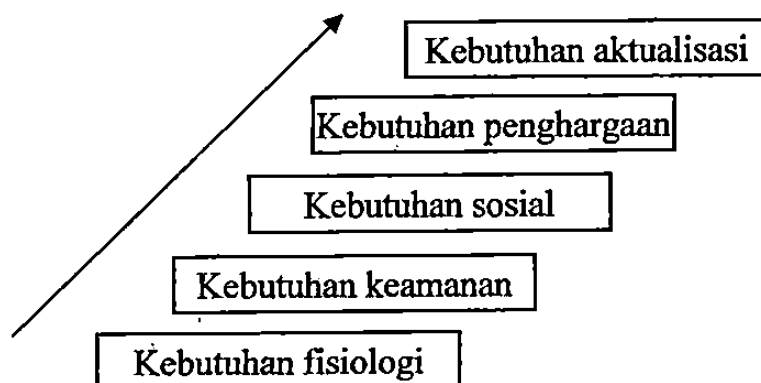 Kebutuhan aktualisasi
Kebutuhan penghargaan
Kebutuhan sosial
Kebutuhan keamanan
Kebutuhan fisiologi